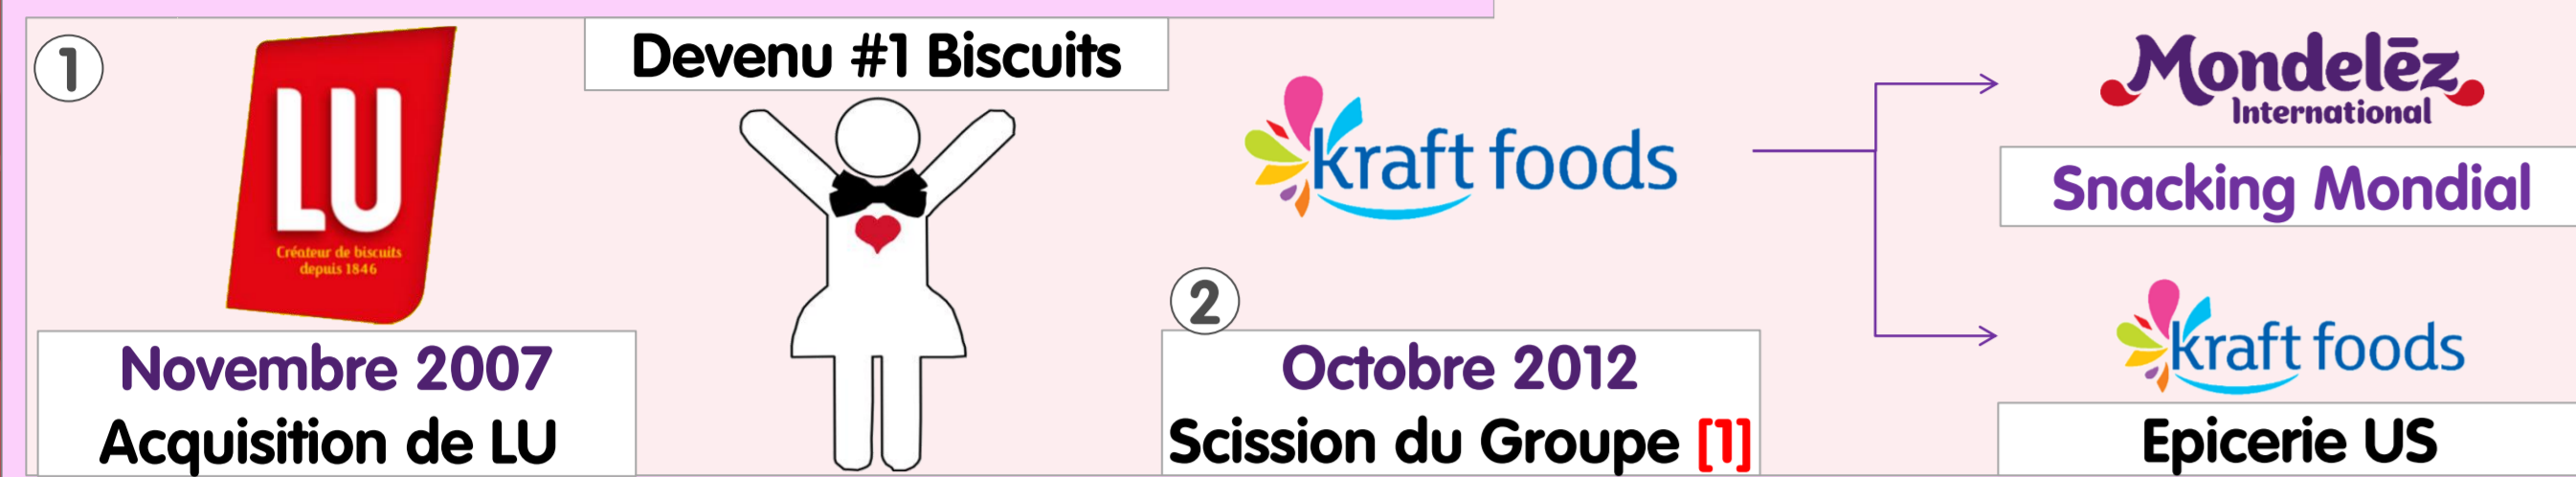 1
LU
Créateur de biscuits
depuis 1846
Novembre 2007
Acquisition de LU
Devenu #1 Biscuits
kraft foods
2
Octobre 2012
Scission du Groupe [1]
Mondelēz
International
Snacking Mondial
kraft foods
Epicerie US